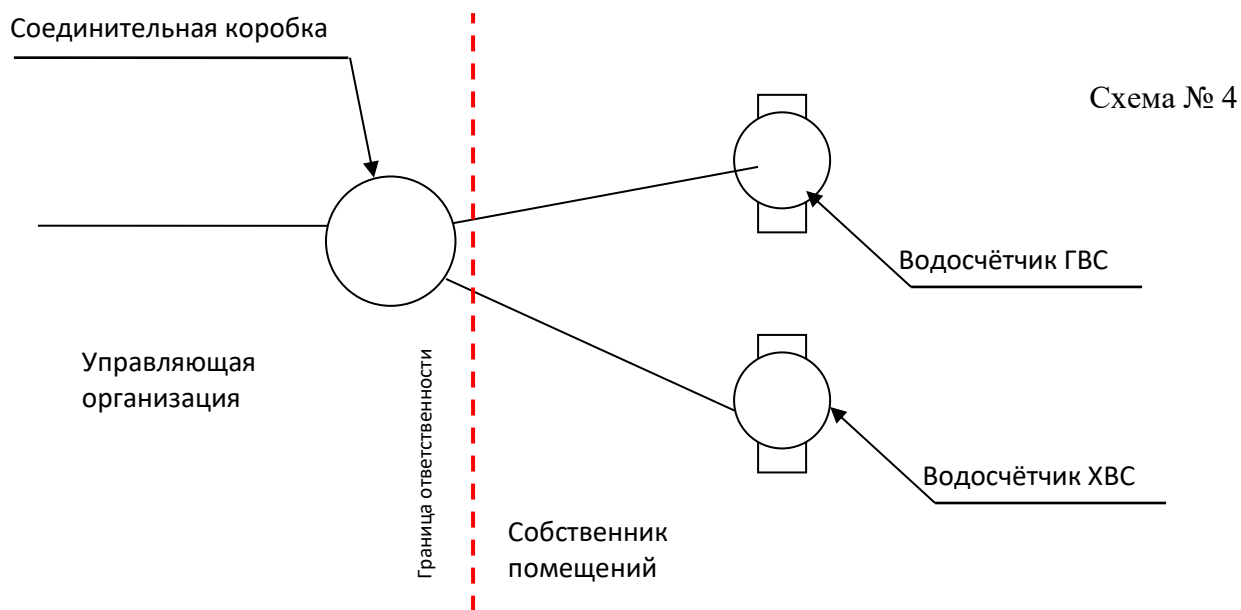 Соединительная коробка
Схема № 4
Водосчётчик ГВС
Управляющая
организация
Граница ответственности
Водосчётчик ХВС
Собственник
помещений